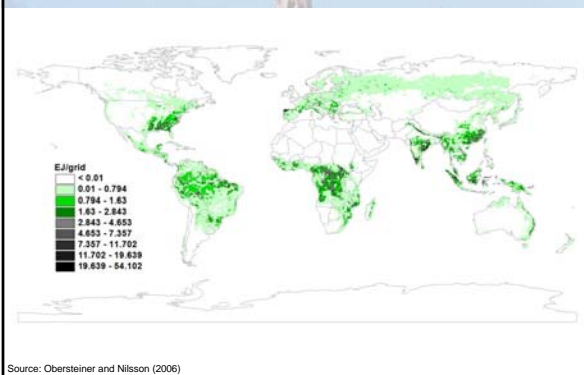 EJ/grid
< 0.01
0.01 - 0.794
0.794 - 1.63
1.63 - 2.843
2.843 - 4.653
4.653 - 7.357
7.357 - 11.702
11.702 - 19.639
19.639 - 54.102
Source: Obersteiner and Nilsson (2006)